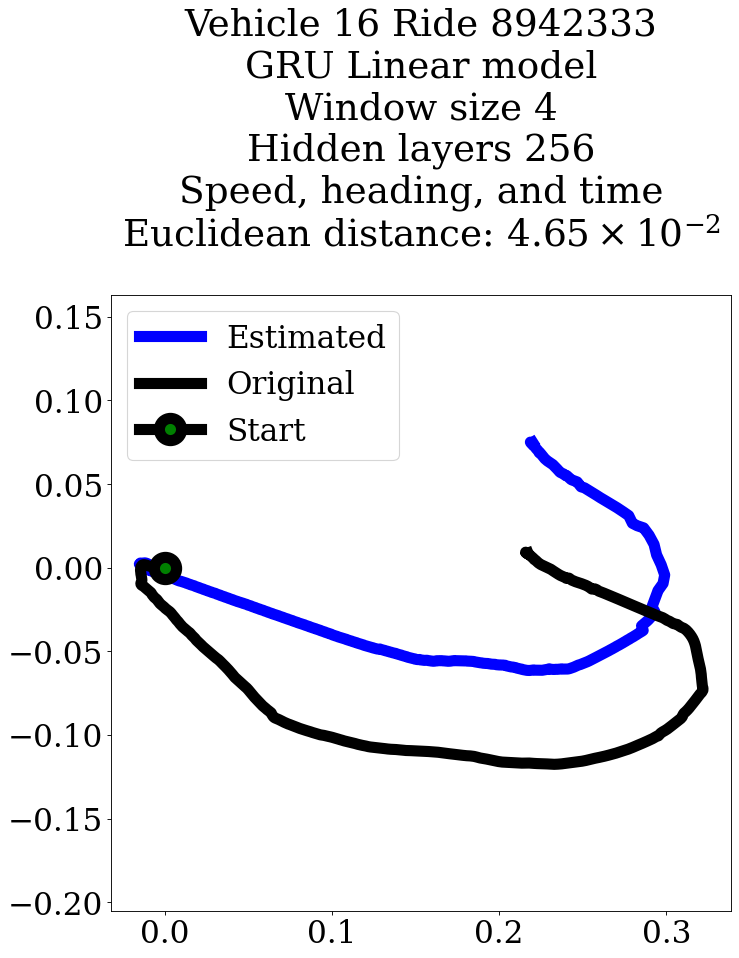 Vehicle 16 Ride 8942333
GRU Linear model
Window size 4
Hidden layers 256
Speed, heading, and time
Euclidean distance: 4.65 × 10⁻²
Estimated
Original
Start
0.15
0.10
0.05
0.00
−0.05
−0.10
−0.15
−0.20
0.0 0.1 0.2 0.3